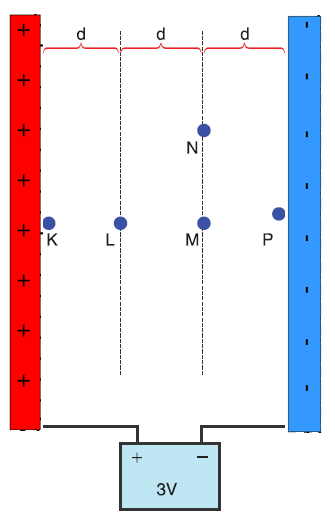 d d d
+ -
+ -
+ -
N
+ -
+ -
K L M P
+ -
+ -
+ -
+ −
3V